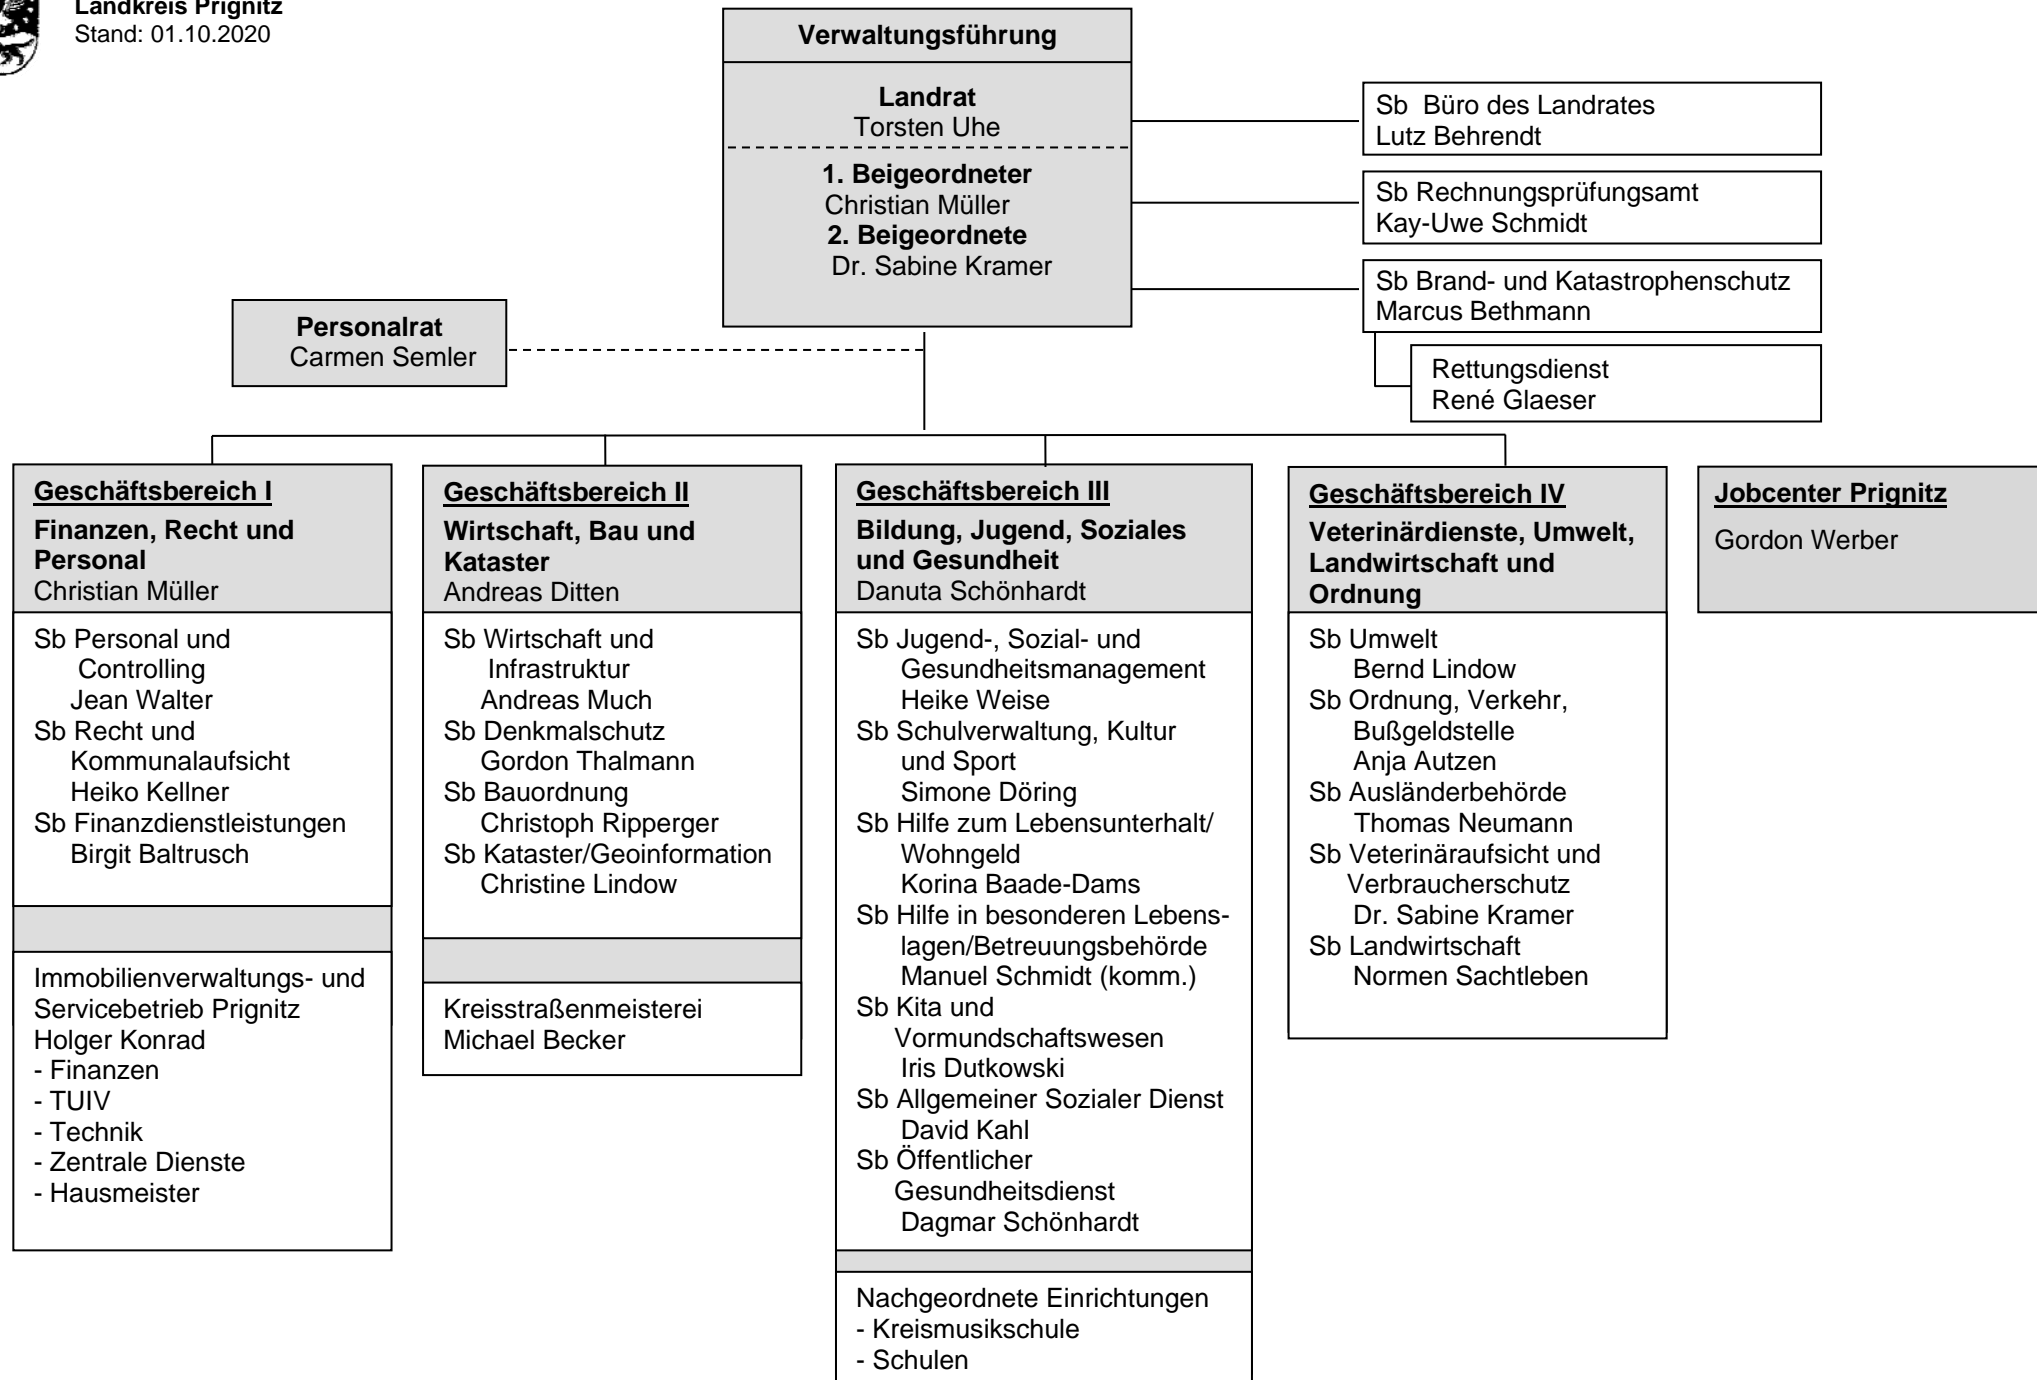 Landkreis Prignitz
Stand: 01.10.2020
Verwaltungsführung
Landrat
Torsten Uhe
1. Beigeordneter
Christian Müller
2. Beigeordnete
Dr. Sabine Kramer
Sb Büro des Landrates
Lutz Behrendt
Sb Rechnungsprüfungsamt
Kay-Uwe Schmidt
Sb Brand- und Katastrophenschutz
Marcus Bethmann
Rettungsdienst
René Glaeser
Personalrat
Carmen Semler
Geschäftsbereich I
Finanzen, Recht und
Personal
Christian Müller
Sb Personal und
Controlling
Jean Walter
Sb Recht und
Kommunalaufsicht
Heiko Kellner
Sb Finanzdienstleistungen
Birgit Baltrusch
Immobilienverwaltungs- und
Servicebetrieb Prignitz
Holger Konrad
- Finanzen
- TUIV
- Technik
- Zentrale Dienste
- Hausmeister
Geschäftsbereich II
Wirtschaft, Bau und
Kataster
Andreas Ditten
Sb Wirtschaft und
Infrastruktur
Andreas Much
Sb Denkmalschutz
Gordon Thalmann
Sb Bauordnung
Christoph Ripperger
Sb Kataster/Geoinformation
Christine Lindow
Kreisstraßenmeisterei
Michael Becker
Geschäftsbereich III
Bildung, Jugend, Soziales
und Gesundheit
Danuta Schönhardt
Sb Jugend-, Sozial- und
Gesundheitsmanagement
Heike Weise
Sb Schulverwaltung, Kultur
und Sport
Simone Döring
Sb Hilfe zum Lebensunterhalt/
Wohngeld
Korina Baade-Dams
Sb Hilfe in besonderen Lebens-
lagen/Betreuungsbehörde
Manuel Schmidt (komm.)
Sb Kita und
Vormundschaftswesen
Iris Dutkowski
Sb Allgemeiner Sozialer Dienst
David Kahl
Sb Öffentlicher
Gesundheitsdienst
Dagmar Schönhardt
Nachgeordnete Einrichtungen
- Kreismusikschule
- Schulen
Geschäftsbereich IV
Veterinärdienste, Umwelt,
Landwirtschaft und
Ordnung
Sb Umwelt
Bernd Lindow
Sb Ordnung, Verkehr,
Bußgeldstelle
Anja Autzen
Sb Ausländerbehörde
Thomas Neumann
Sb Veterinäraufsicht und
Verbraucherschutz
Dr. Sabine Kramer
Sb Landwirtschaft
Normen Sachtleben
Jobcenter Prignitz
Gordon Werber